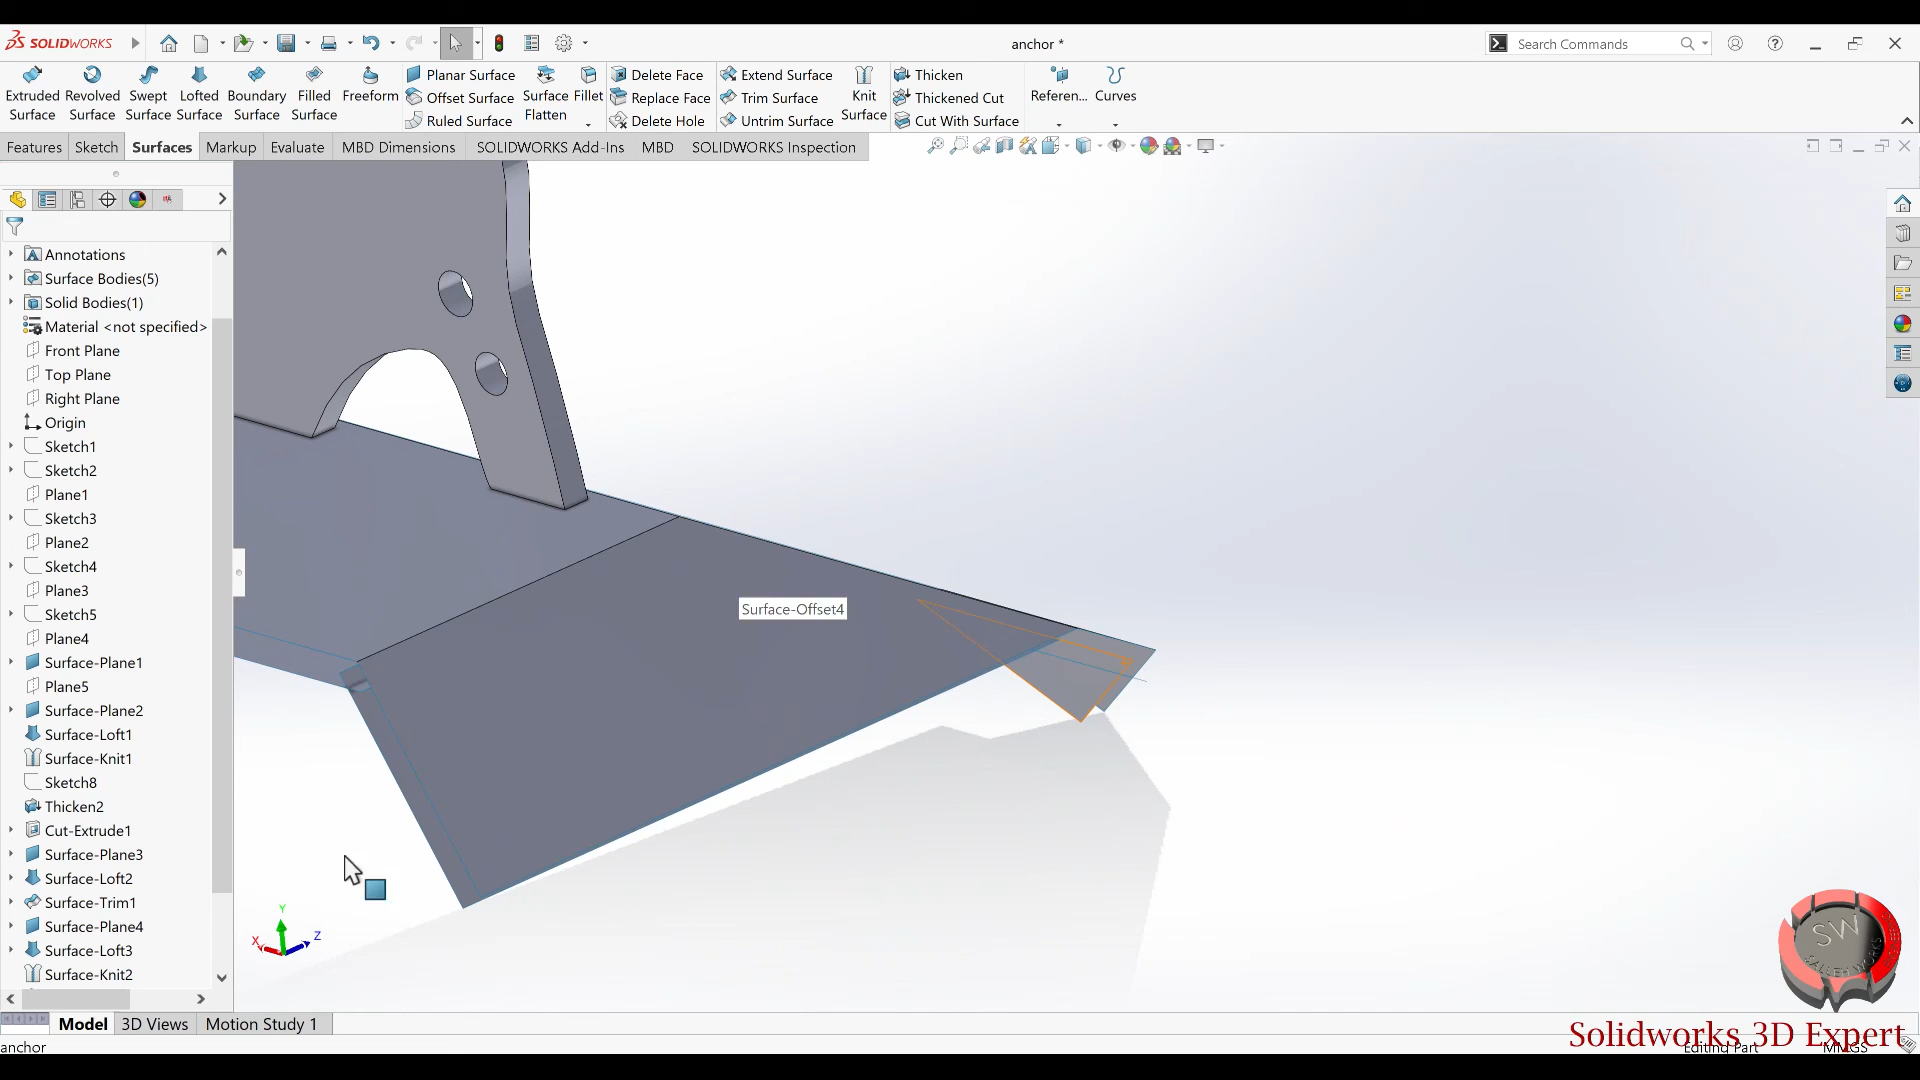 SOLIDWORKS
anchor *
Search Commands
Extruded Surface
Revolved Surface
Swept Surface
Lofted Surface
Boundary Surface
Filled Surface
Freeform
Planar Surface
Offset Surface
Ruled Surface
Surface Flatten
Fillet
Delete Face
Replace Face
Delete Hole
Extend Surface
Trim Surface
Untrim Surface
Knit Surface
Thicken
Thickened Cut
Cut With Surface
Referen...
Curves
Features
Sketch
Surfaces
Markup
Evaluate
MBD Dimensions
SOLIDWORKS Add-Ins
MBD
SOLIDWORKS Inspection
Annotations
Surface Bodies(5)
Solid Bodies(1)
Material <not specified>
Front Plane
Top Plane
Right Plane
Origin
Sketch1
Sketch2
Plane1
Sketch3
Plane2
Sketch4
Plane3
Sketch5
Plane4
Surface-Plane1
Plane5
Surface-Plane2
Surface-Loft1
Surface-Knit1
Sketch8
Thicken2
Cut-Extrude1
Surface-Plane3
Surface-Loft2
Surface-Trim1
Surface-Plane4
Surface-Loft3
Surface-Knit2
Surface-Offset4
Y
X
Z
SW
Model
3D Views
Motion Study 1
Solidworks 3D Expert
anchor
Editing Part
MMGS